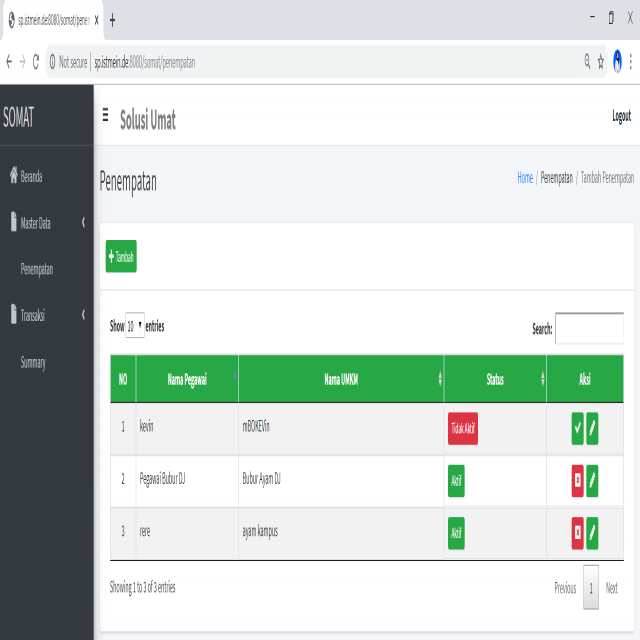 sp.istmein.de:8080/somat/pener x +
Not secure | sp.istmein.de:8080/somat/penempatan
SOMAT
Solusi Umat
Logout
Beranda
Master Data
Penempatan
Transaksi
Summary
Penempatan
Home / Penempatan / Tambah Penempatan
+ Tambah
Show 10 entries
Search:
NO Nama Pegawai Nama UMKM Status Aksi
1 kevin mBOKEVin Tidak Aktif
2 Pegawai Bubur DJ Bubur Ayam DJ Aktif
3 rere ayam kampus Aktif
Showing 1 to 3 of 3 entries
Previous 1 Next